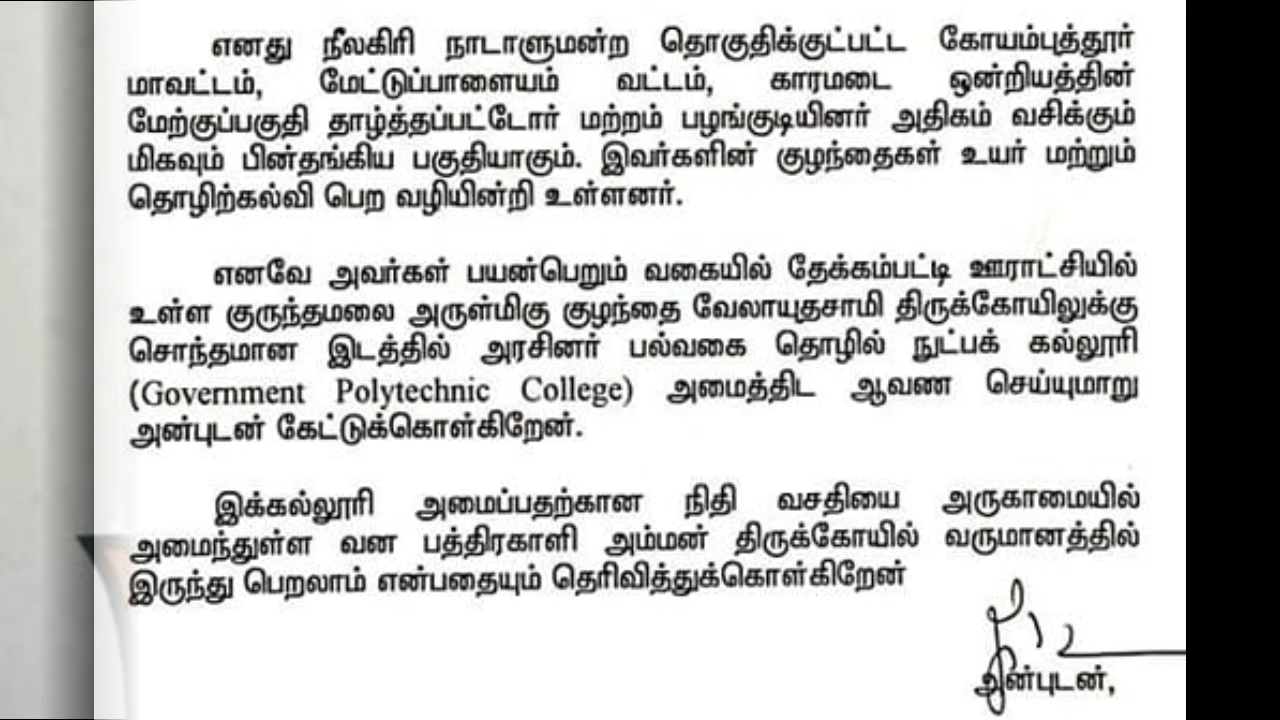 எனது நீலகிரி நாடாளுமன்ற தொகுதிக்குட்பட்ட கோயம்புத்தூர்
மாவட்டம், மேட்டுப்பாளையம் வட்டம், காரமடை ஒன்றியத்தின்
மேற்குப்பகுதி தாழ்த்தப்பட்டோர் மற்றம் பழங்குடியினர் அதிகம் வசிக்கும்
மிகவும் பின்தங்கிய பகுதியாகும். இவர்களின் குழந்தைகள் உயர் மற்றும்
தொழிற்கல்வி பெற வழியின்றி உள்ளனர்.
எனவே அவர்கள் பயன்பெறும் வகையில் தேக்கம்பட்டி ஊராட்சியில்
உள்ள குருந்தமலை அருள்மிகு குழந்தை வேலாயுதசாமி திருக்கோயிலுக்கு
சொந்தமான இடத்தில் அரசினர் பல்வகை தொழில் நுட்பக் கல்லூரி
(Government Polytechnic College) அமைத்திட ஆவண செய்யுமாறு
அன்புடன் கேட்டுக்கொள்கிறேன்.
இக்கல்லூரி அமைப்பதற்கான நிதி வசதியை அருகாமையில்
அமைந்துள்ள வன பத்திரகாளி அம்மன் திருக்கோயில் வருமானத்தில்
இருந்து பெறலாம் என்பதையும் தெரிவித்துக்கொள்கிறேன்
அன்புடன்,